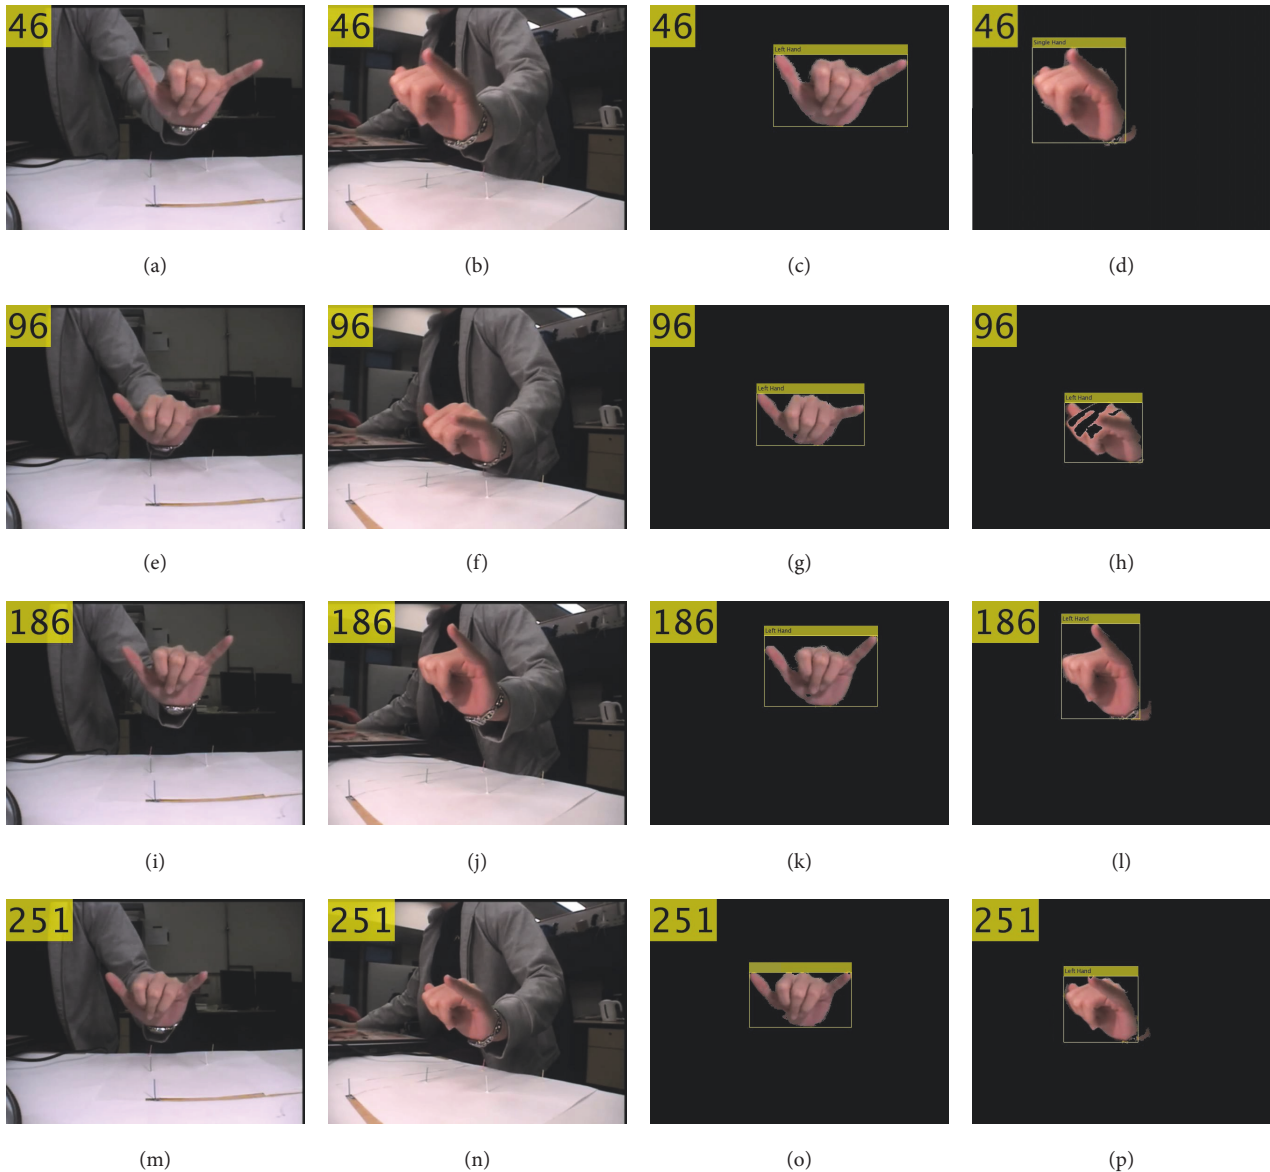 46 46 46 46
Left Hand Single Hand
(a) (b) (c) (d)
96 96 96 96
Left Hand Left Hand
(e) (f) (g) (h)
186 186 186 186
Left Hand Left Hand
(i) (j) (k) (l)
251 251 251 251
Left Hand
(m) (n) (o) (p)